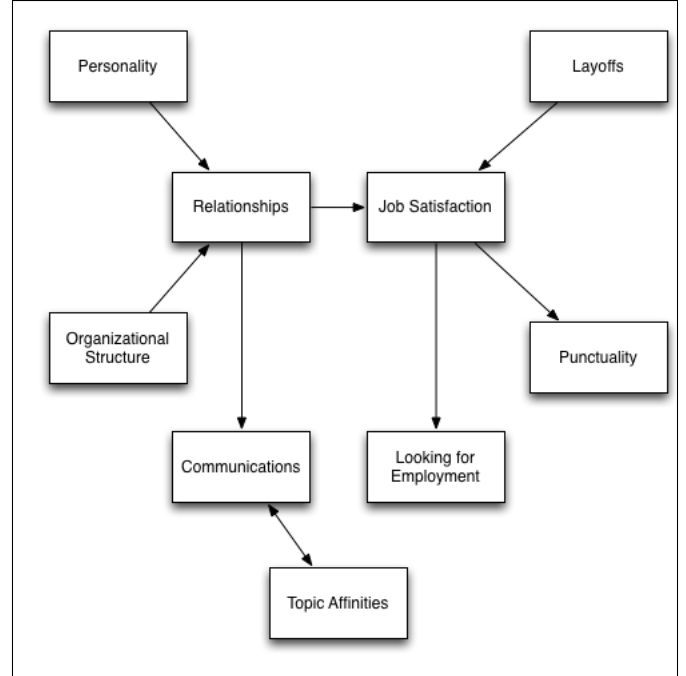 Personality
Layoffs
Relationships
Job Satisfaction
Organizational
Structure
Punctuality
Communications
Looking for
Employment
Topic Affinities